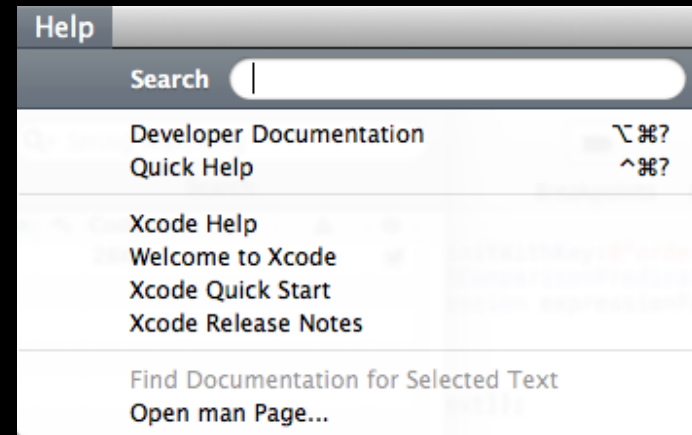 Help
Search
Developer Documentation ⌥⌘?
Quick Help ^⌘?
Xcode Help
Welcome to Xcode
Xcode Quick Start
Xcode Release Notes
Find Documentation for Selected Text
Open man Page...